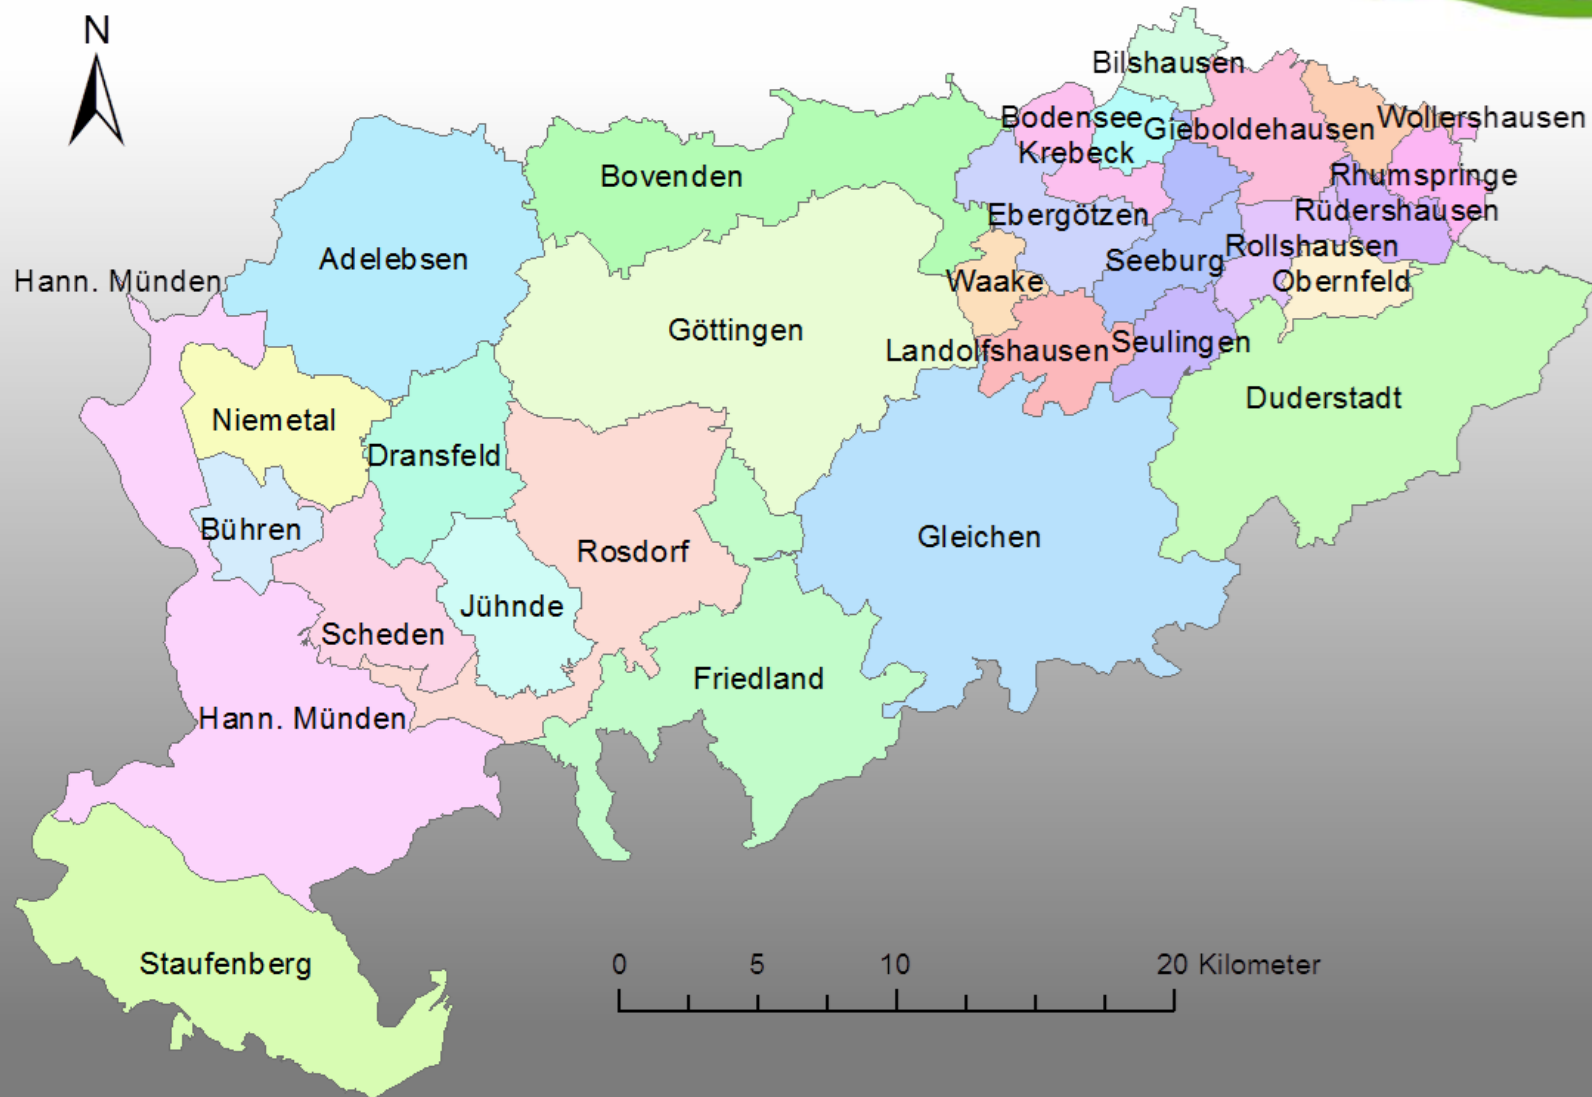 N
Bilshausen
Bodensee
Gieboldehausen
Wollershausen
Krebeck
Bovenden
Rhumspringe
Ebergötzen
Rüdershausen
Rollshausen
Adelebsen
Seeburg
Hann. Münden
Waake
Obernfeld
Göttingen
Landolfshausen
Seulingen
Duderstadt
Niemetal
Dransfeld
Bühren
Gleichen
Rosdorf
Jühnde
Scheden
Friedland
Hann. Münden
Staufenberg
0 5 10 20 Kilometer